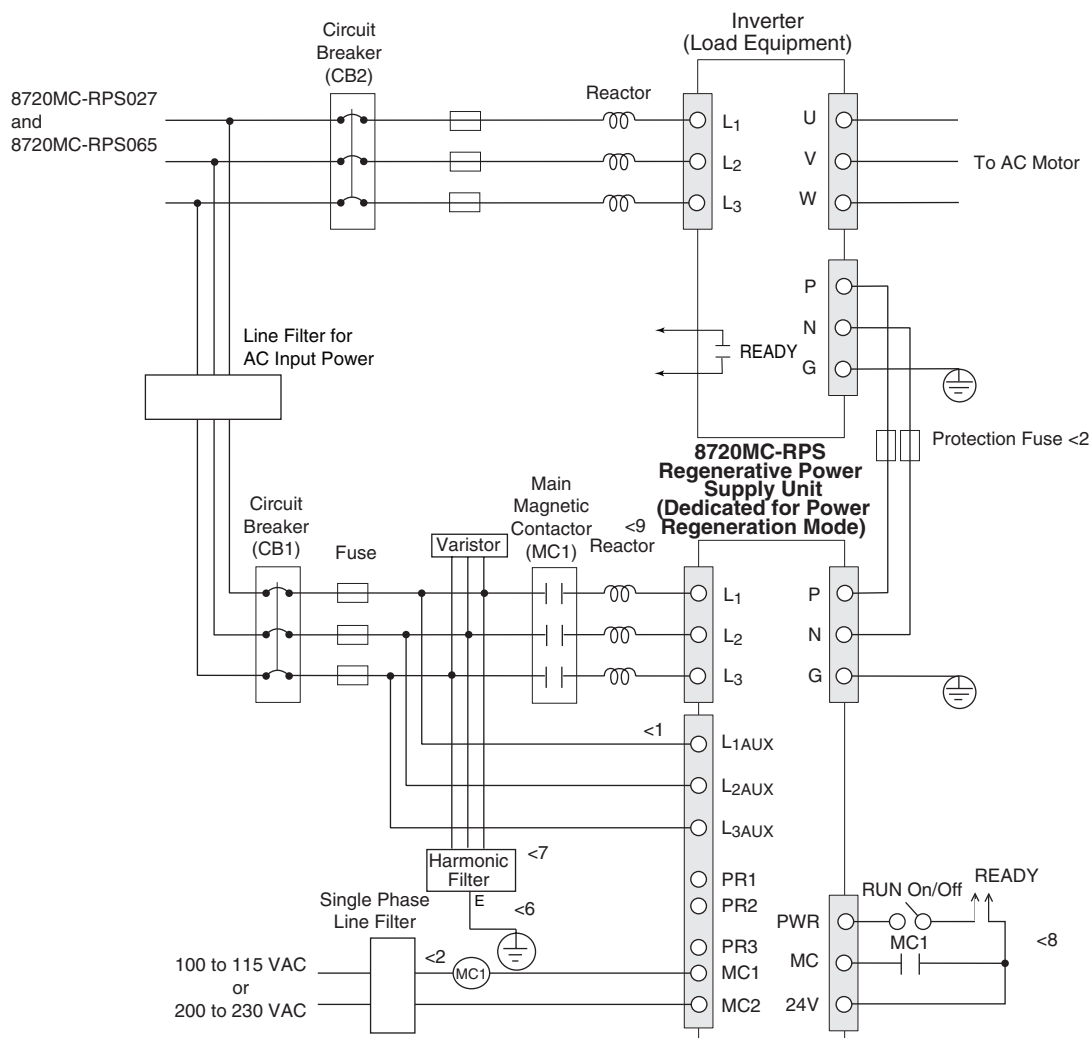 Inverter
(Load Equipment)
Circuit
Breaker
(CB2)
8720MC-RPS027
and
8720MC-RPS065
Reactor
L1
L2
L3
U
V
W
To AC Motor
P
N
G
READY
Line Filter for
AC Input Power
Protection Fuse <2
8720MC-RPS
Regenerative Power
Supply Unit
(Dedicated for Power
Regeneration Mode)
Circuit
Breaker
(CB1)
Fuse
Varistor
Main
Magnetic
Contactor
(MC1)
<9
Reactor
L1
L2
L3
P
N
G
<1
L1AUX
L2AUX
L3AUX
Harmonic
Filter
<7
E
<6
PR1
PR2
PR3
MC1
MC2
Single Phase
Line Filter
<2
MC1
100 to 115 VAC
or
200 to 230 VAC
RUN On/Off
READY
PWR
MC1
MC
24V
<8